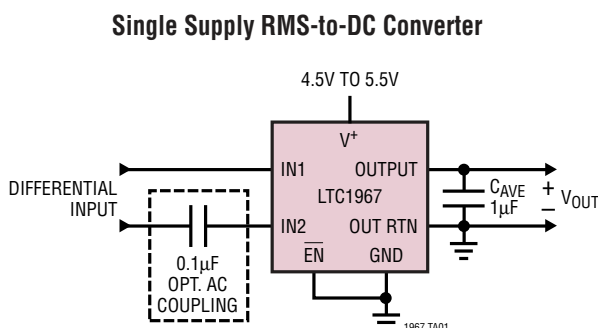 Single Supply RMS-to-DC Converter
4.5V TO 5.5V
V+
IN1
OUTPUT
DIFFERENTIAL
INPUT
LTC1967
CAVE
1µF
+
–
VOUT
IN2
OUT RTN
EN
GND
0.1µF
OPT. AC
COUPLING
1967 TA01